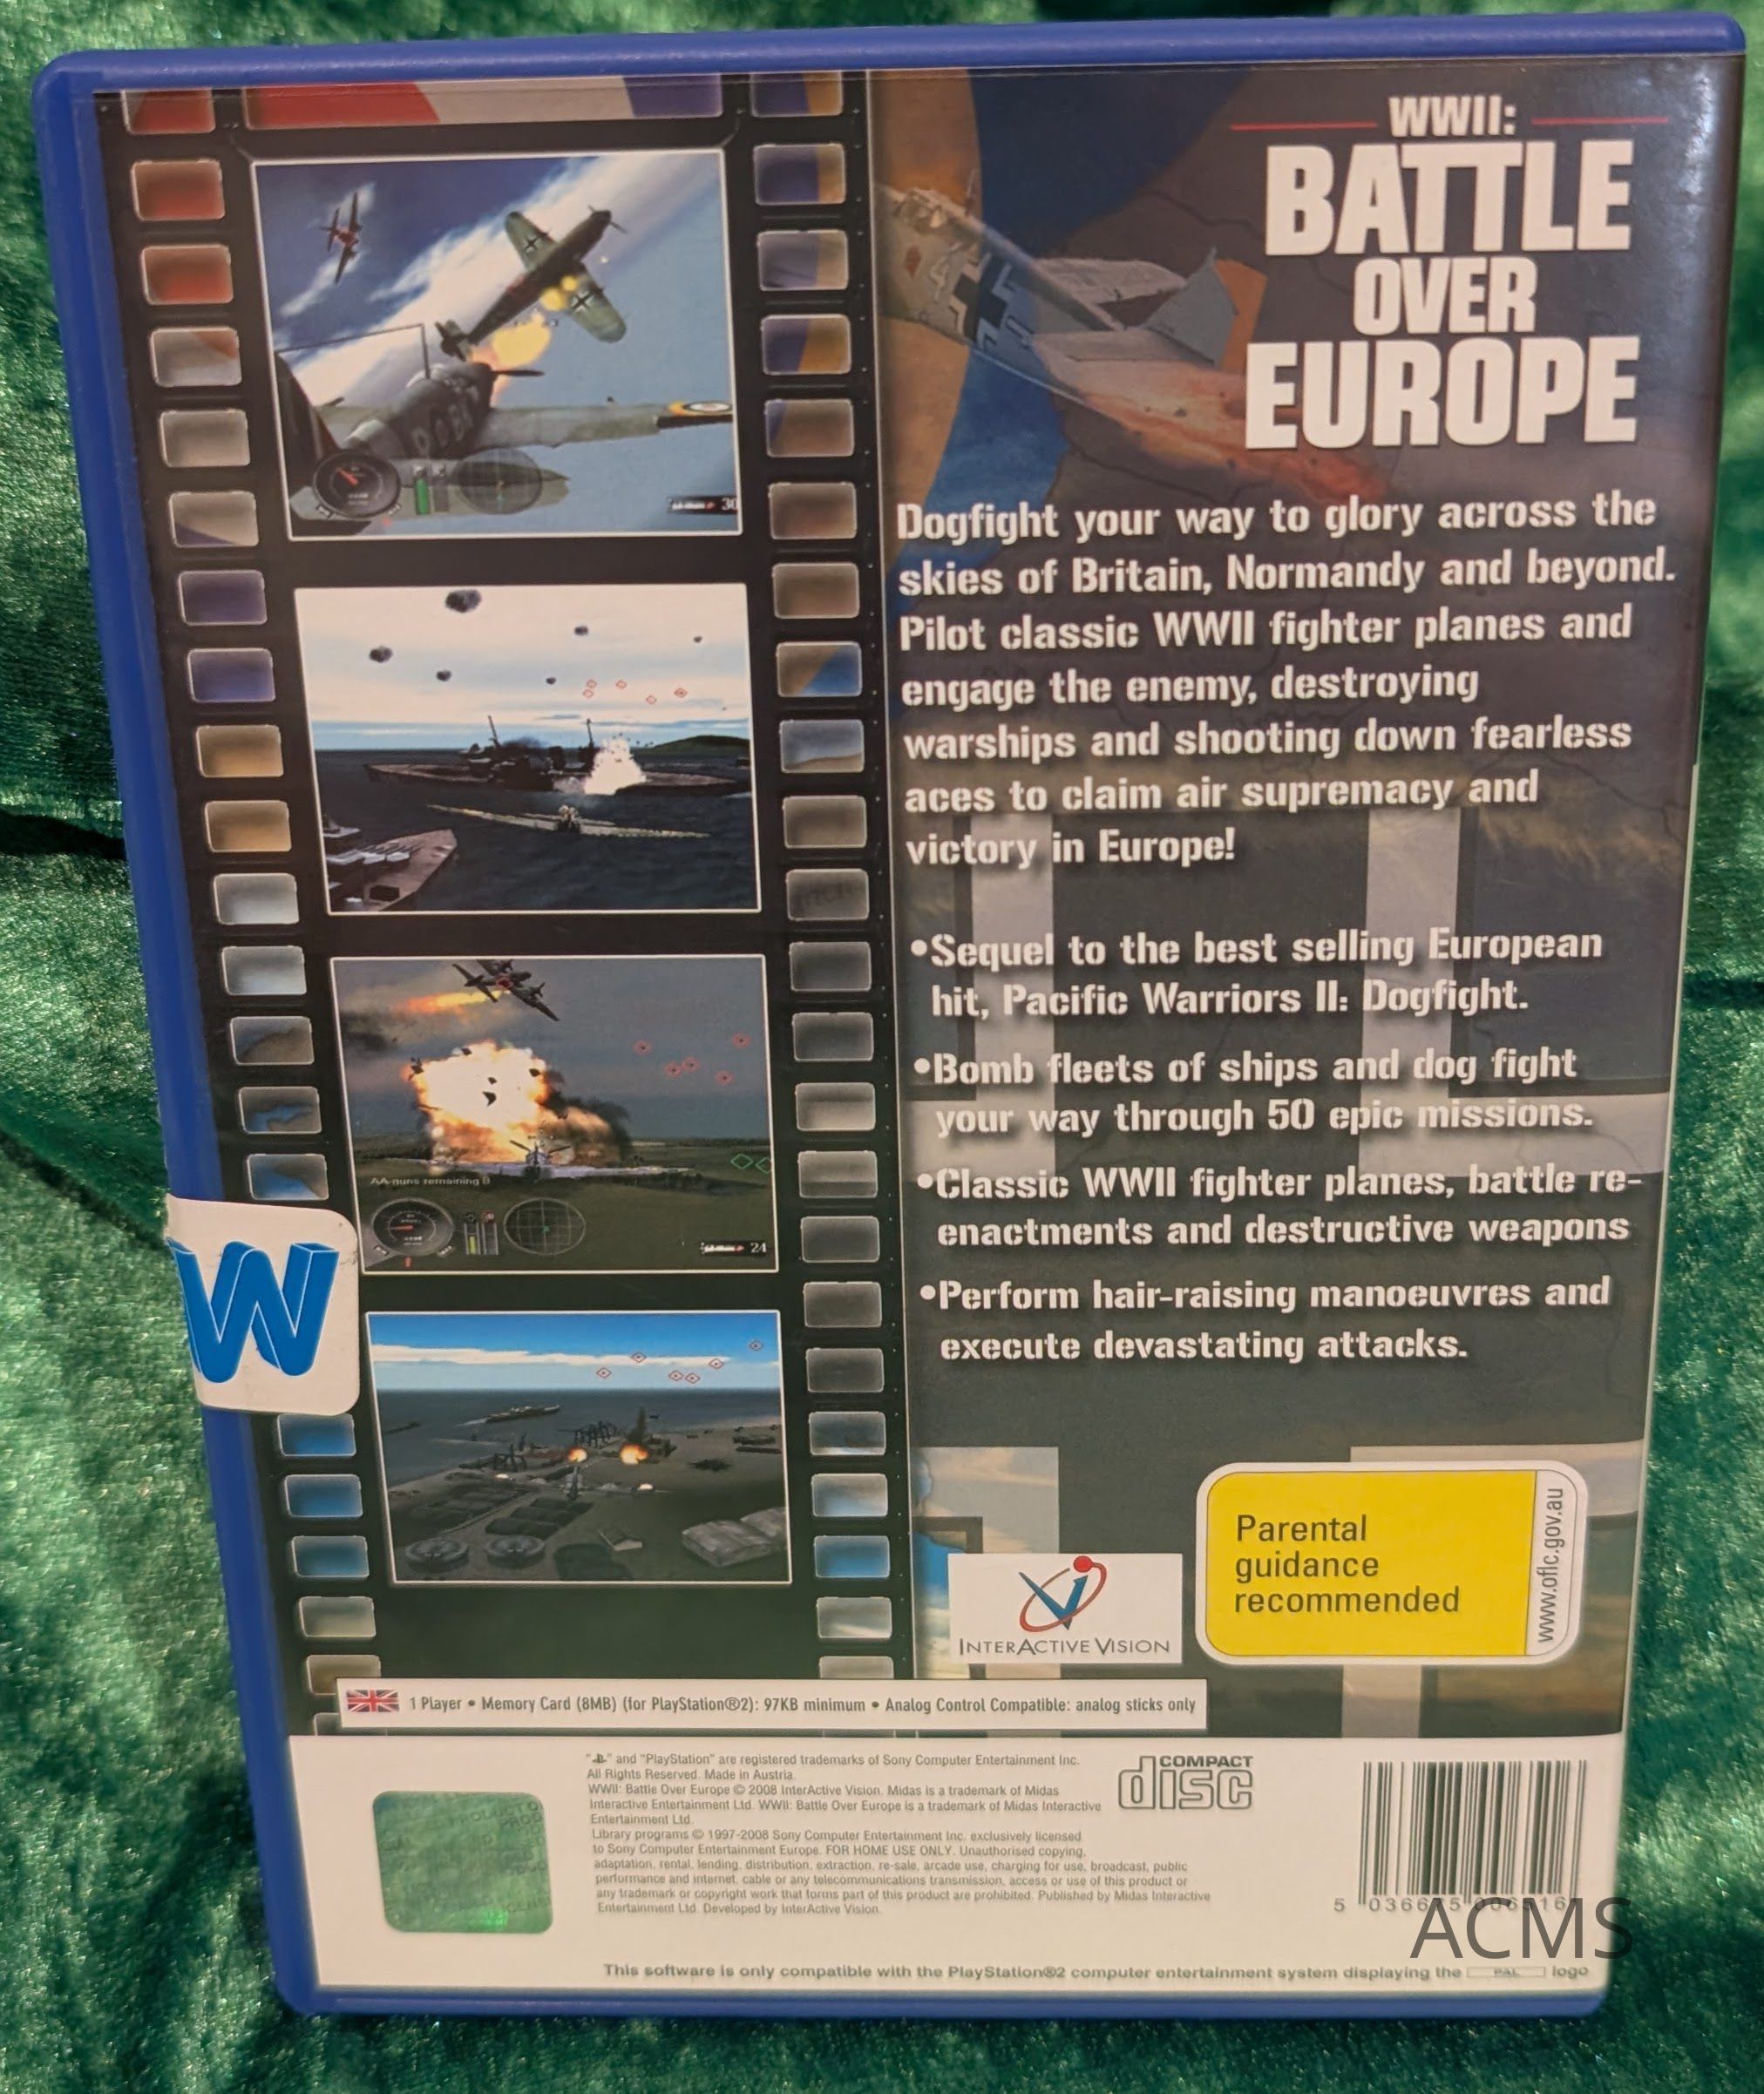 WWII:
BATTLE
OVER
EUROPE
Dogfight your way to glory across the
skies of Britain, Normandy and beyond.
Pilot classic WWII fighter planes and
engage the enemy, destroying
warships and shooting down fearless
aces to claim air supremacy and
victory in Europe!
•Sequel to the best selling European
hit, Pacific Warriors II: Dogfight.
•Bomb fleets of ships and dog fight
your way through 50 epic missions.
•Classic WWII fighter planes, battle re-
enactments and destructive weapons
•Perform hair-raising manoeuvres and
execute devastating attacks.
30
AA-guns remaining 8
24
W
INTERACTIVE VISION
Parental
guidance
recommended
www.oflc.gov.au
1 Player • Memory Card (8MB) (for PlayStation®2): 97KB minimum • Analog Control Compatible: analog sticks only
" " and "PlayStation" are registered trademarks of Sony Computer Entertainment Inc.
All Rights Reserved. Made in Austria.
WWII: Battle Over Europe © 2008 InterActive Vision. Midas is a trademark of Midas
Interactive Entertainment Ltd. WWII: Battle Over Europe is a trademark of Midas Interactive
Entertainment Ltd.
Library programs © 1997-2008 Sony Computer Entertainment Inc. exclusively licensed
to Sony Computer Entertainment Europe. FOR HOME USE ONLY. Unauthorised copying,
adaptation, rental, lending, distribution, extraction, re-sale, arcade use, charging for use, broadcast, public
performance and internet, cable or any telecommunications transmission, access or use of this product or
any trademark or copyright work that forms part of this product are prohibited. Published by Midas Interactive
Entertainment Ltd. Developed by InterActive Vision.
COMPACT
disc
5 036675 006516
ACMS
This software is only compatible with the PlayStation®2 computer entertainment system displaying the PAL logo